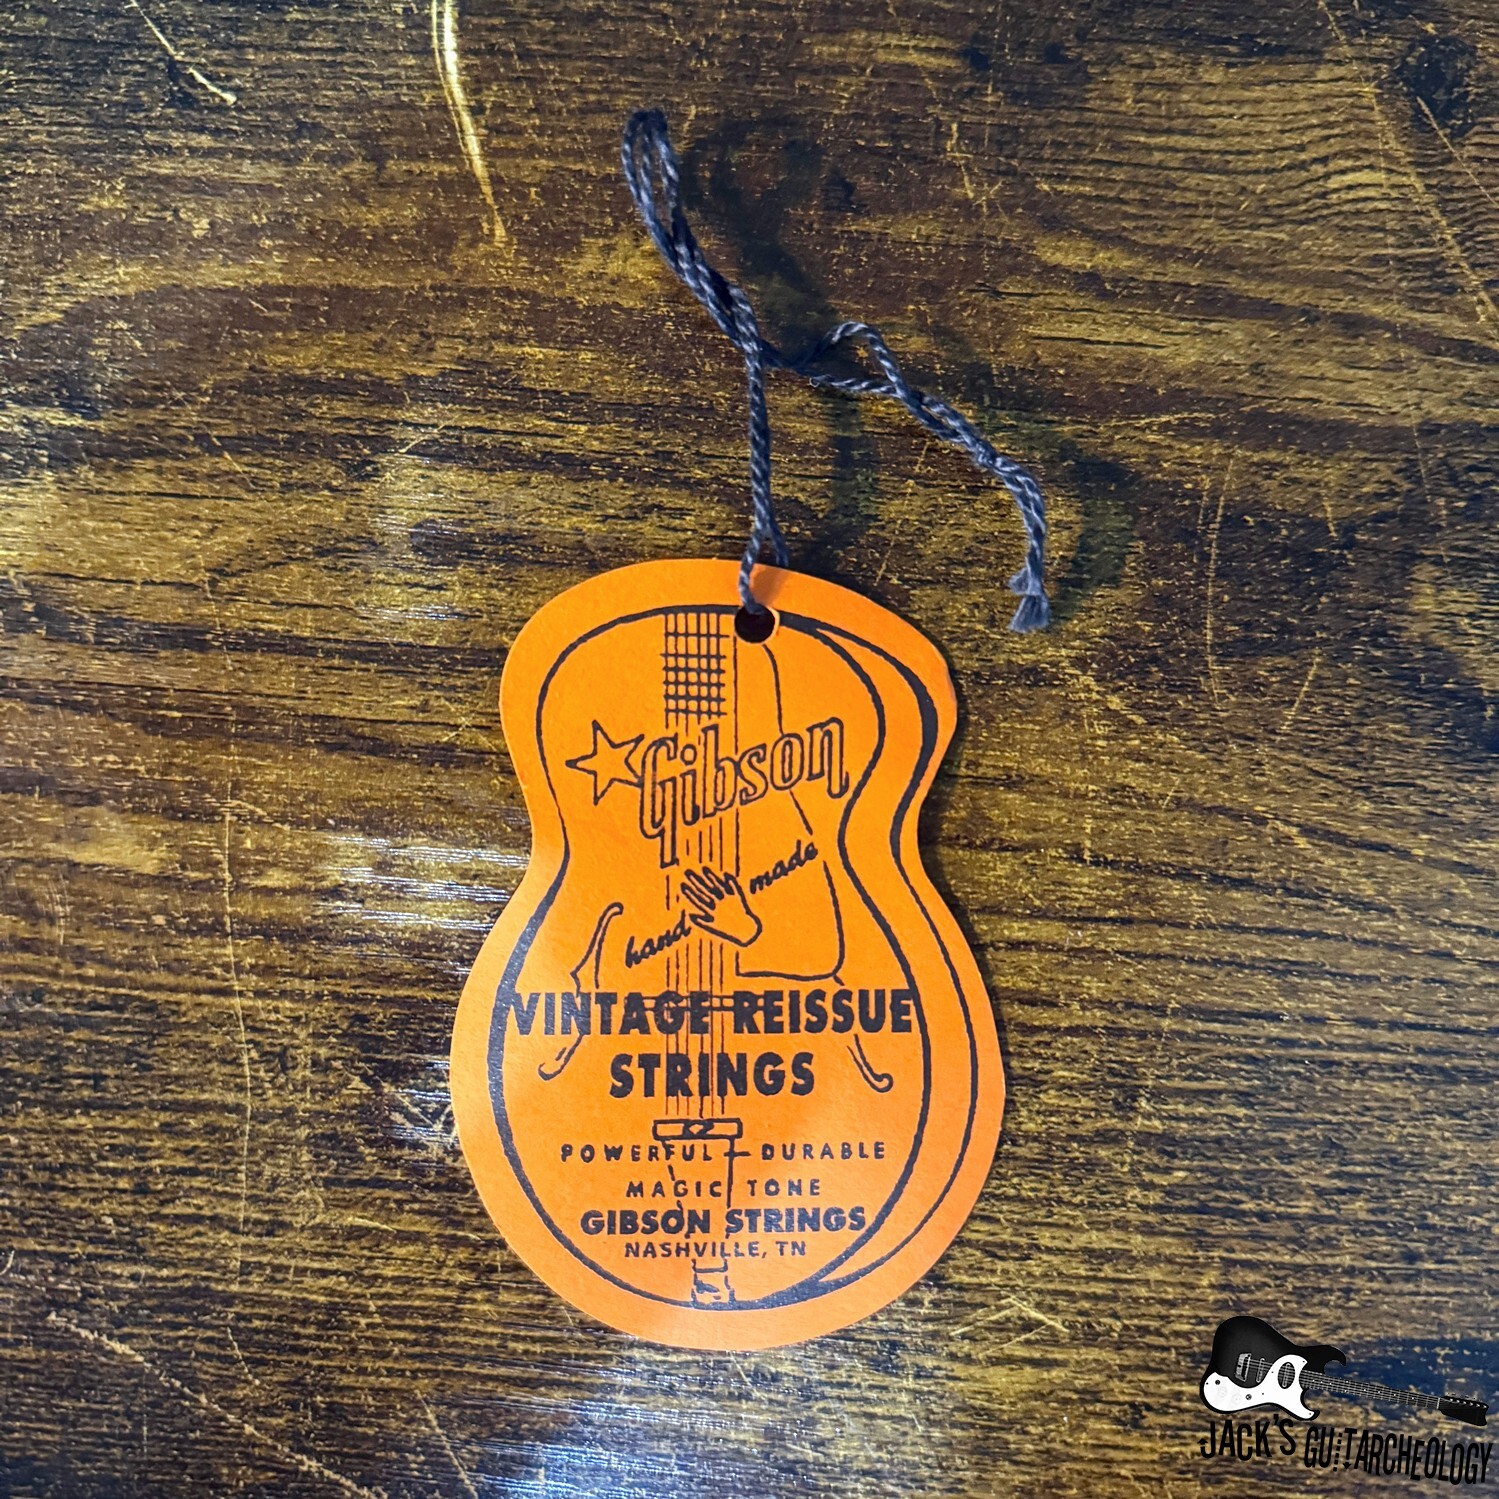 Gibson
hand made
VINTAGE REISSUE
STRINGS
POWERFUL - DURABLE
MAGIC TONE
GIBSON STRINGS
NASHVILLE, TN
JACK'S GUITARCHEOLOGY